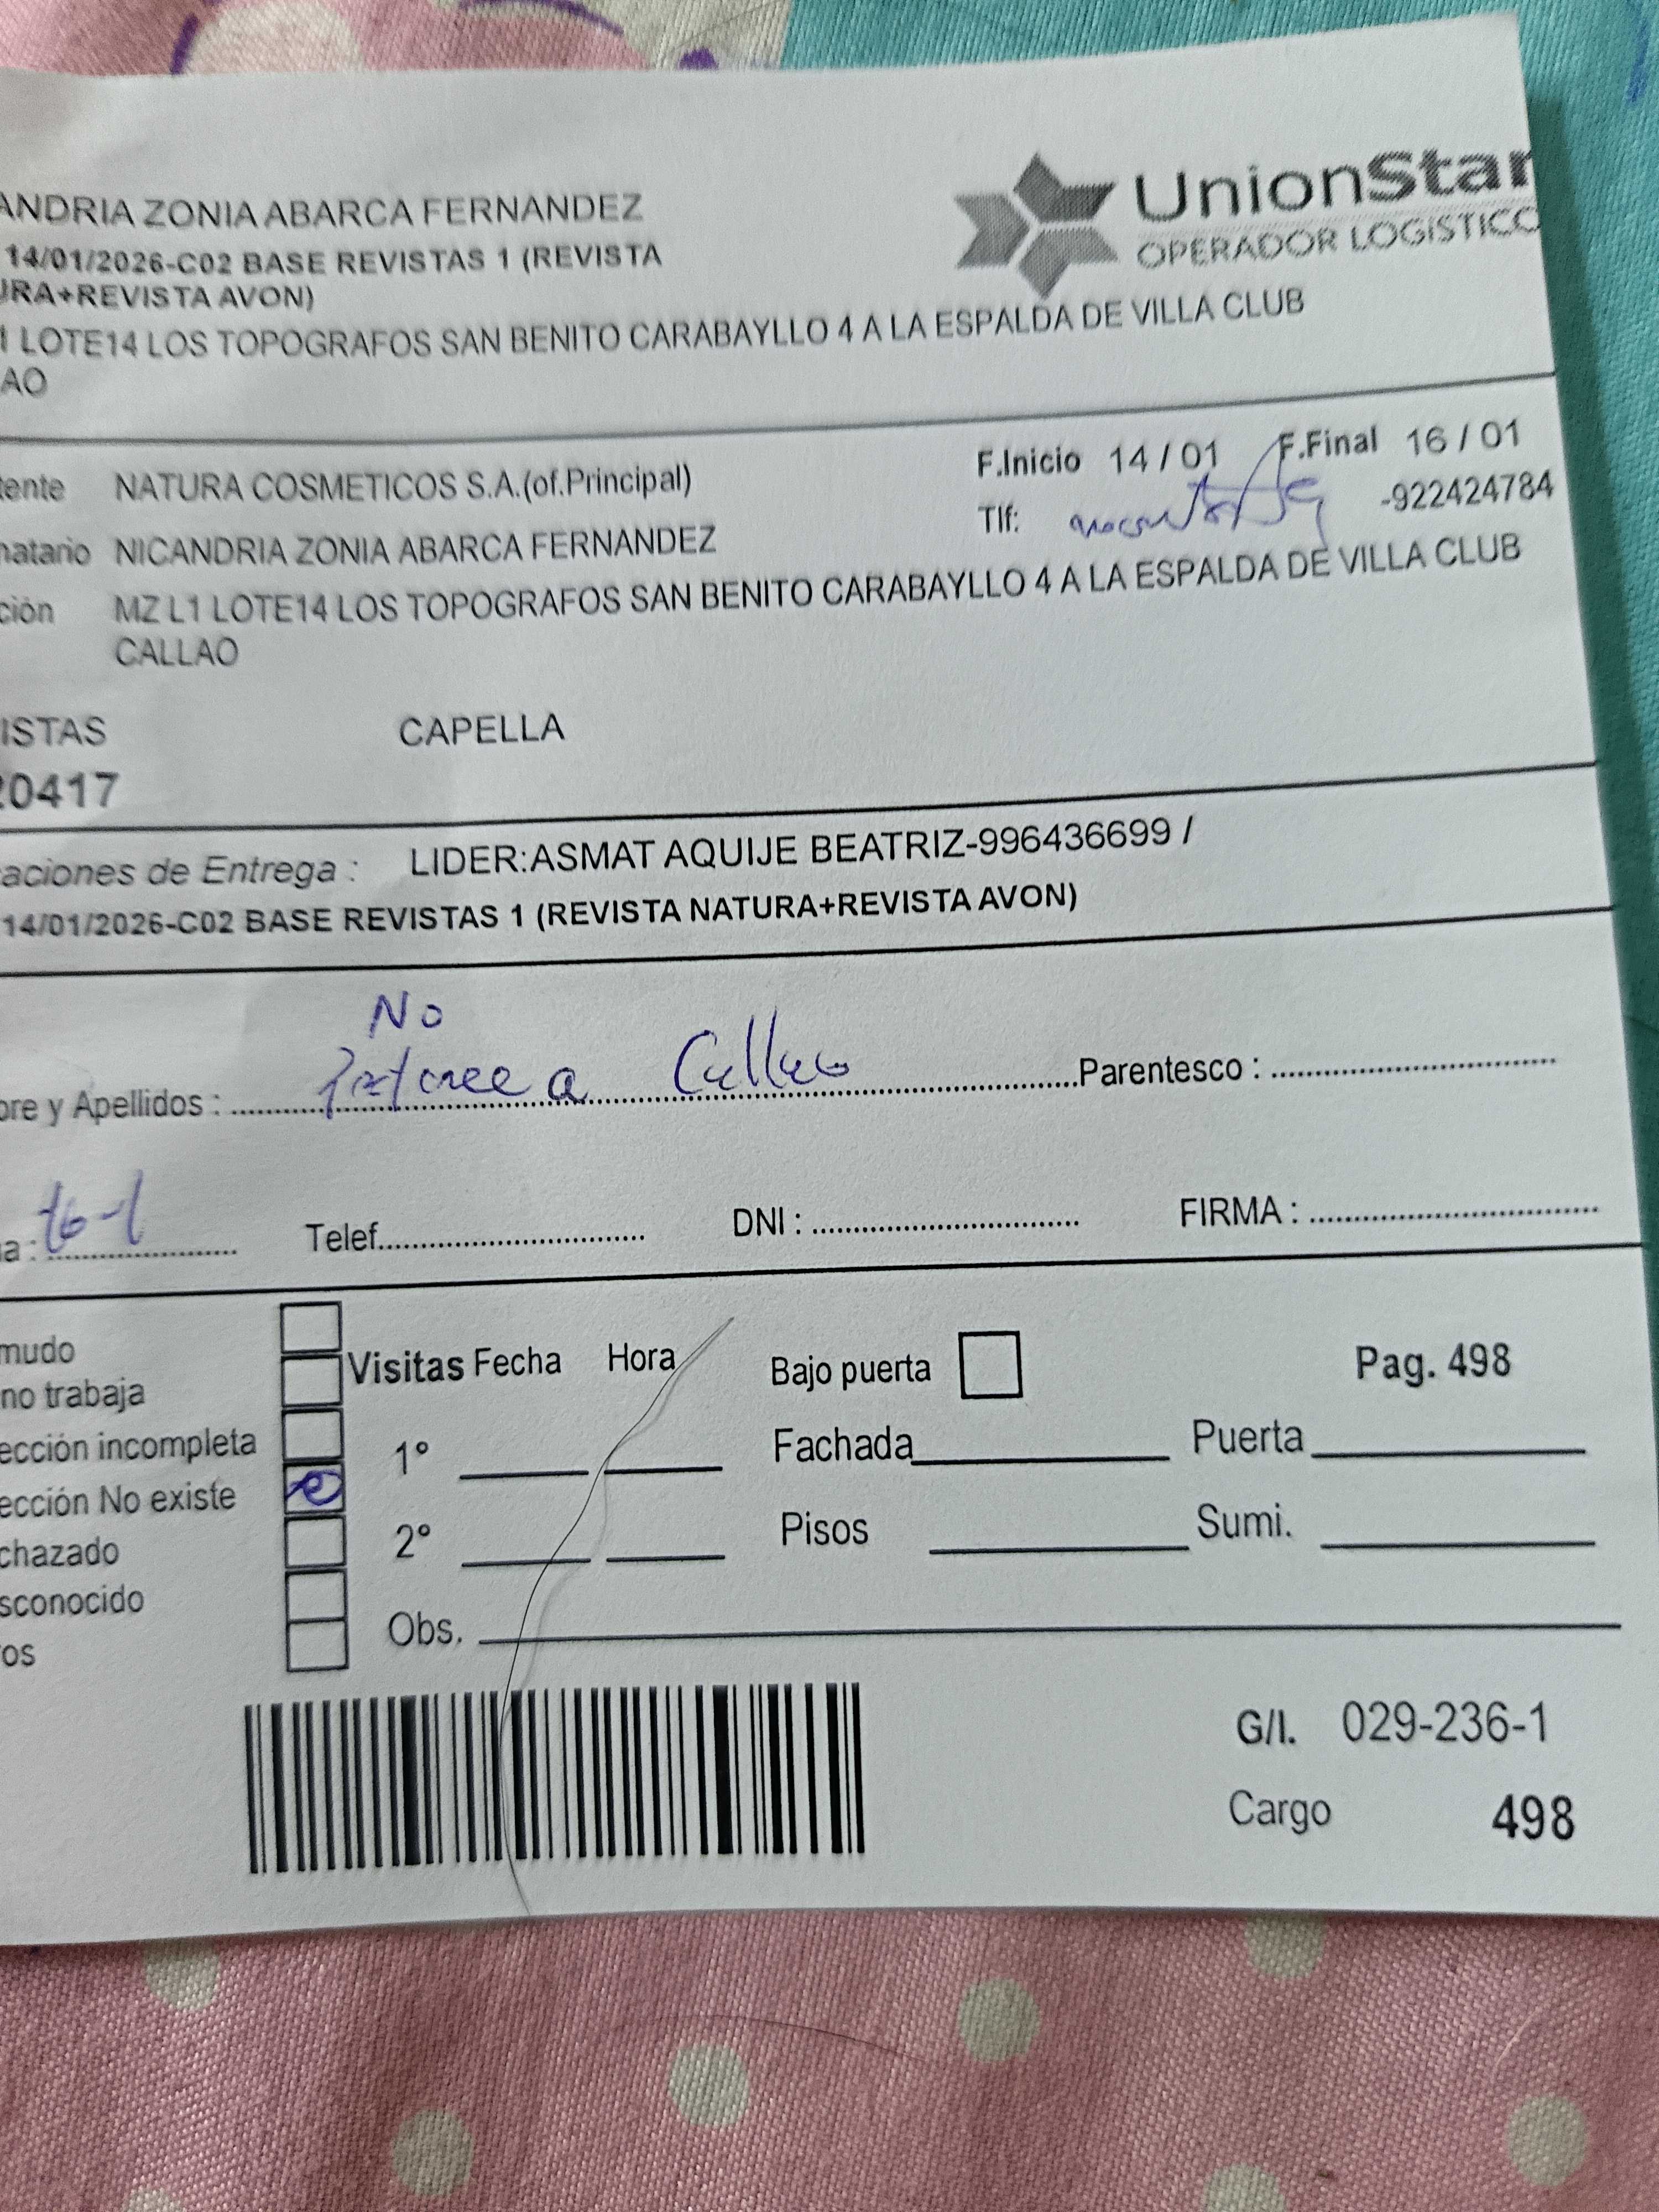 ANDRIA ZONIA ABARCA FERNANDEZ
UnionStar
OPERADOR LOGISTICO
14/01/2026-C02 BASE REVISTAS 1 (REVISTA
URA+REVISTA AVON)
1 LOTE14 LOS TOPOGRAFOS SAN BENITO CARABAYLLO 4 A LA ESPALDA DE VILLA CLUB
AO
tente NATURA COSMETICOS S.A.(of.Principal) F.Inicio 14 / 01 F.Final 16 / 01
Tlf: -922424784
natario NICANDRIA ZONIA ABARCA FERNANDEZ
ción MZ L1 LOTE14 LOS TOPOGRAFOS SAN BENITO CARABAYLLO 4 A LA ESPALDA DE VILLA CLUB
CALLAO
ISTAS CAPELLA
20417
aciones de Entrega : LIDER:ASMAT AQUIJE BEATRIZ-996436699 /
14/01/2026-C02 BASE REVISTAS 1 (REVISTA NATURA+REVISTA AVON)
No
bre y Apellidos : a Callao Parentesco :
a : 16-1 Telef. DNI : FIRMA :
mudo
no trabaja
ección incompleta
ección No existe
chazado
sconocido
os
Visitas Fecha Hora Bajo puerta Pag. 498
1° Fachada Puerta
2° Pisos Sumi.
Obs.
G/I. 029-236-1
Cargo 498